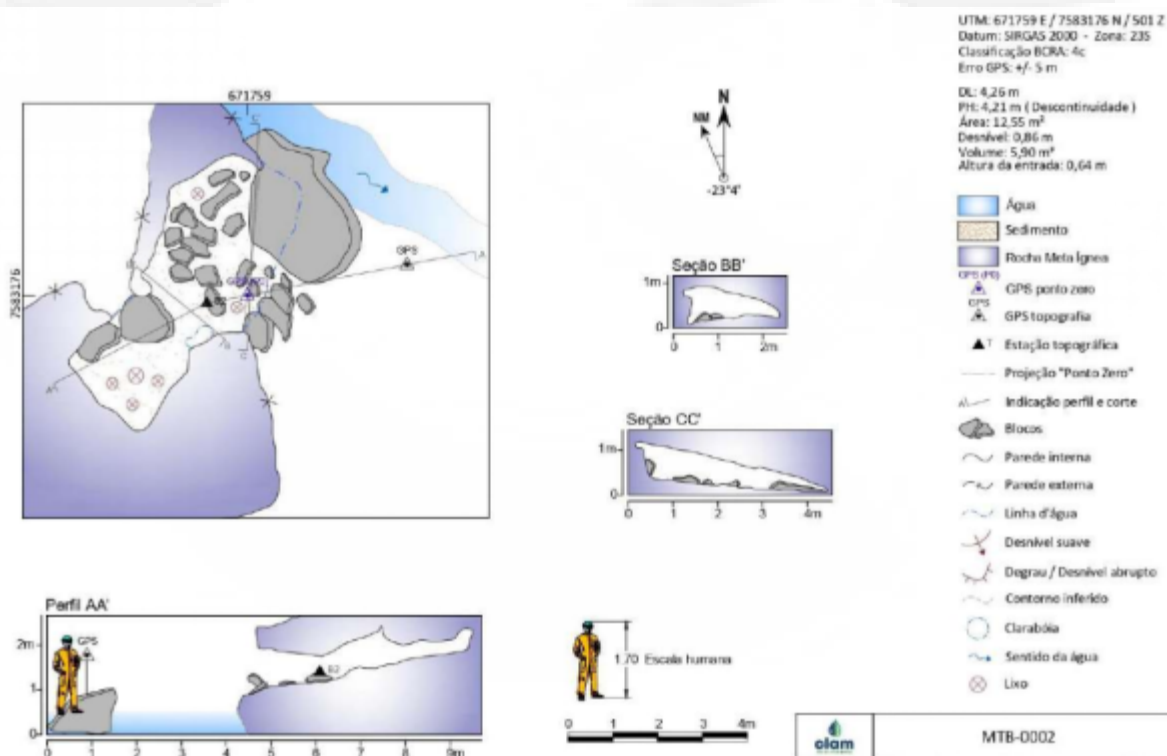 UTM: 671759 E / 7583176 N / 501 Z
Datum: SIRGAS 2000 - Zona: 23S
Classificação BCRA: 4c
Erro GPS: +/- 5 m
DL: 4,26 m
PH: 4,21 m ( Descontinuidade )
Área: 12,55 m²
Desnível: 0,86 m
Volume: 5,90 m³
Altura da entrada: 0,64 m
671759
7583176
GPS
A
N
NM
-23°4'
Água
Sedimento
Rocha Meta Ígnea
GPS (P0)
GPS ponto zero
GPS
GPS topografia
Estação topográfica
Projeção "Ponto Zero"
Indicação perfil e corte
Blocos
Parede interna
Parede externa
Linha d'água
Desnível suave
Degrau / Desnível abrupto
Contorno inferido
Clarabóia
Sentido da água
Lixo
Seção BB'
1m
0
0 1 2m
Seção CC'
1m
0
0 1 2 3 4m
Perfil AA'
GPS
2m
1
0
0 1 2 3 4 5 6 7 8 9m
1.70 Escala humana
0 1 2 3 4m
olam
MTB-0002